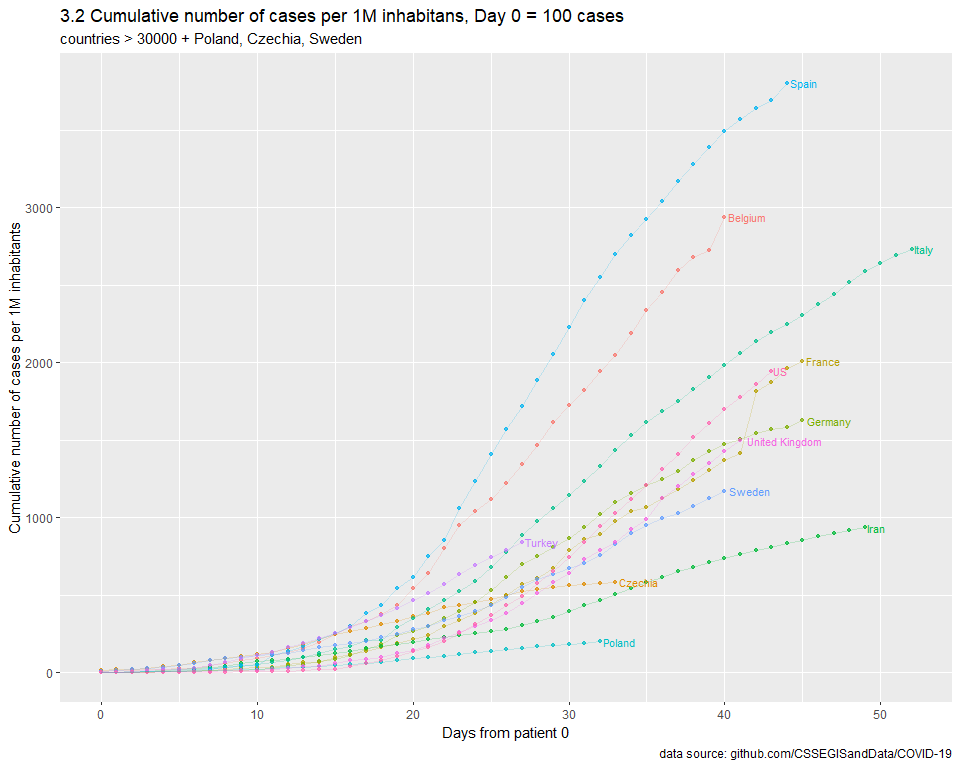 3.2 Cumulative number of cases per 1M inhabitans, Day 0 = 100 cases
countries > 30000 + Poland, Czechia, Sweden
Cumulative number of cases per 1M inhabitants
3000
2000
1000
0
Spain
Belgium
Italy
France
US
Germany
United Kingdom
Sweden
Turkey
Iran
Czechia
Poland
0 10 20 30 40 50
Days from patient 0
data source: github.com/CSSEGISandData/COVID-19